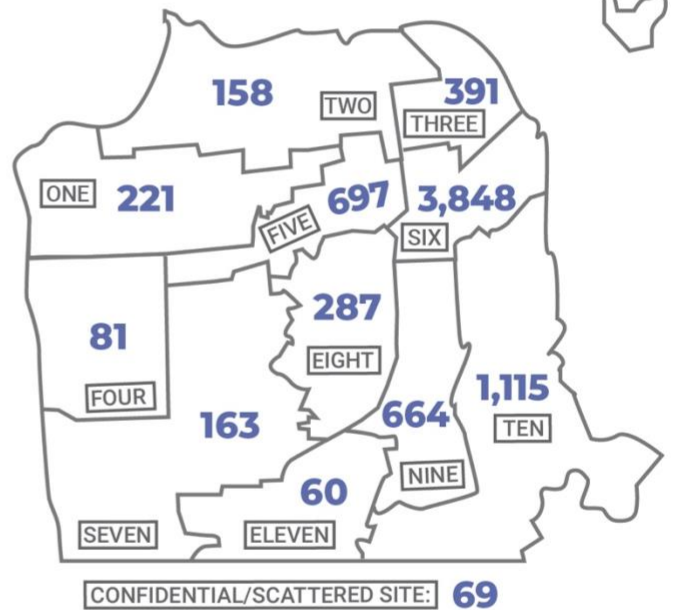 158
TWO
391
THREE
ONE 221
FIVE
697
3,848
SIX
287
EIGHT
81
FOUR
163
664
NINE
1,115
TEN
60
SEVEN
ELEVEN
CONFIDENTIAL/SCATTERED SITE: 69